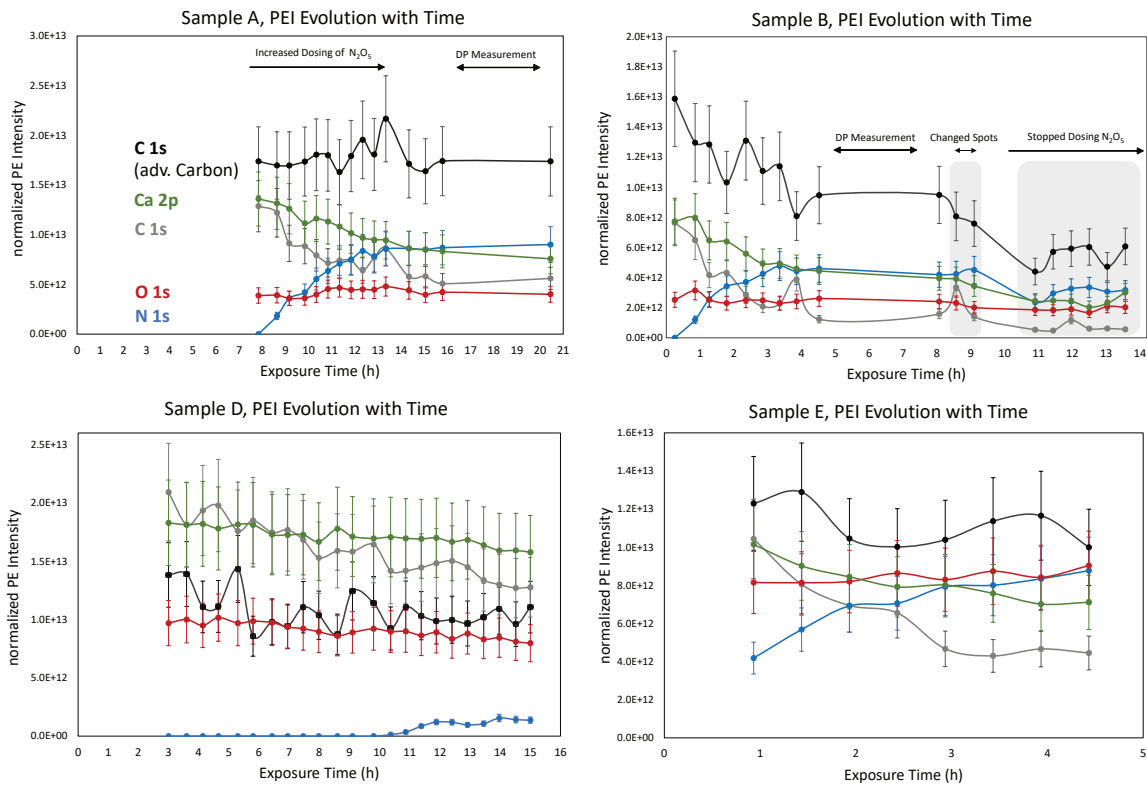 Sample A, PEI Evolution with Time
normalized PE Intensity
3.0E+13
2.5E+13
2.0E+13
1.5E+13
1.0E+13
5.0E+12
0.0E+00
Increased Dosing of N₂O₅
DP Measurement
C 1s
(adv. Carbon)
Ca 2p
C 1s
O 1s
N 1s
0 1 2 3 4 5 6 7 8 9 10 11 12 13 14 15 16 17 18 19 20 21
Exposure Time (h)
Sample B, PEI Evolution with Time
normalized PE Intensity
2.0E+13
1.8E+13
1.6E+13
1.4E+13
1.2E+13
1.0E+13
8.0E+12
6.0E+12
4.0E+12
2.0E+12
0.0E+00
DP Measurement
Changed Spots
Stopped Dosing N₂O₅
0 1 2 3 4 5 6 7 8 9 10 11 12 13 14
Exposure Time (h)
Sample D, PEI Evolution with Time
normalized PE Intensity
2.5E+13
2.0E+13
1.5E+13
1.0E+13
5.0E+12
0.0E+00
3 4 5 6 7 8 9 10 11 12 13 14 15 16
Exposure Time (h)
Sample E, PEI Evolution with Time
normalized PE Intensity
1.6E+13
1.4E+13
1.2E+13
1.0E+13
8.0E+12
6.0E+12
4.0E+12
2.0E+12
0.0E+00
1 2 3 4 5
Exposure Time (h)